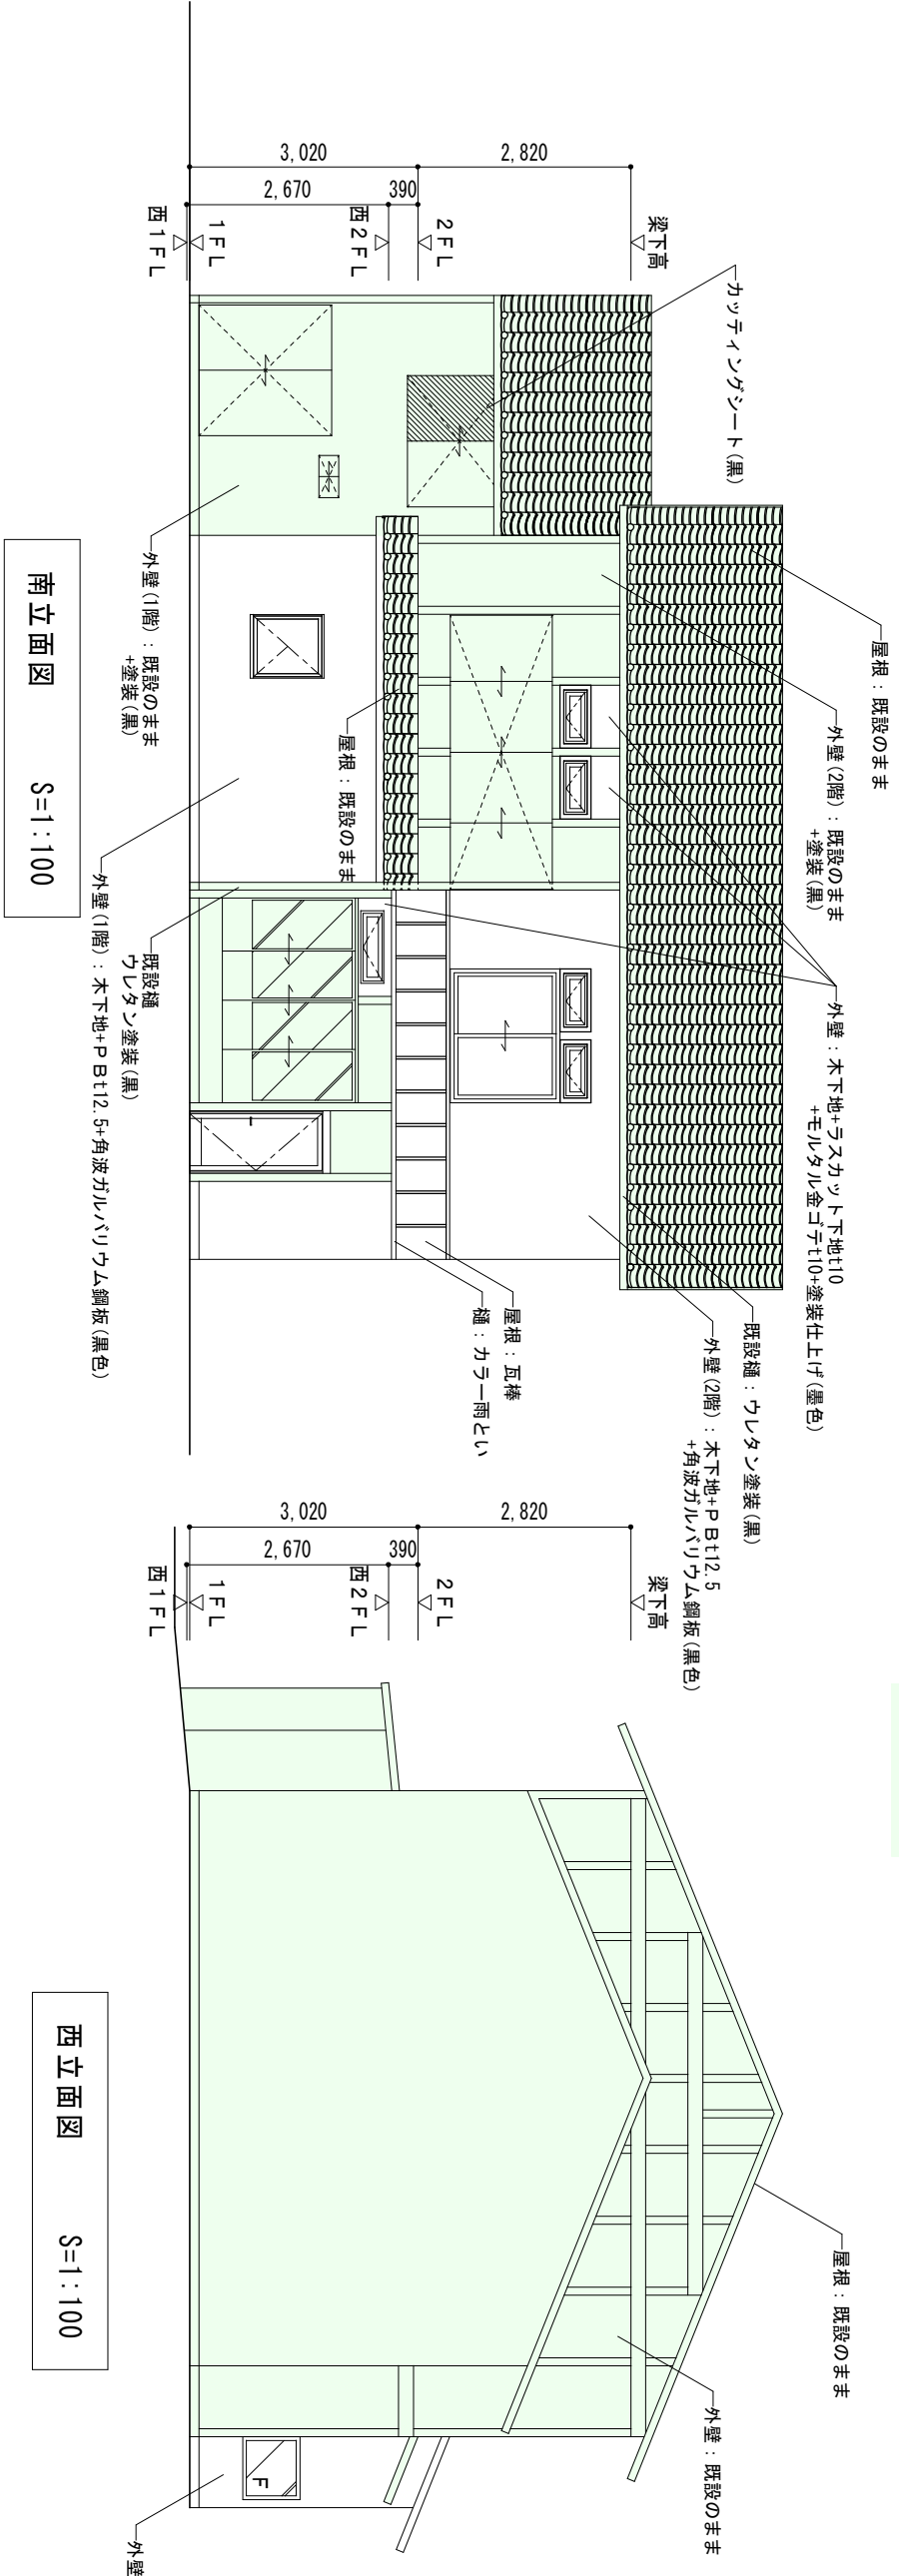 屋根：既設のまま
外壁(2階)：既設のまま
+塗装(黒)
外壁：木下地+ラスカット下地t10
+モルタル金ゴテt10+塗装仕上げ(墨色)
カッティングシート(黒)
既設樋：ウレタン塗装(黒)
外壁(2階)：木下地+ＰＢt12.5
+角波ガルバリウム鋼板(黒色)
梁下高
2,820
2ＦＬ
390
西2ＦＬ
3,020
2,670
1ＦＬ
西1ＦＬ
屋根：瓦棒
樋：カラー雨とい
屋根：既設のまま
外壁(1階)：既設のまま
+塗装(黒)
既設樋
ウレタン塗装(黒)
外壁(1階)：木下地+ＰＢt12.5+角波ガルバリウム鋼板(黒色)
南立面図 S=1:100
屋根：既設のまま
外壁：既設のまま
梁下高
2,820
2ＦＬ
390
西2ＦＬ
3,020
2,670
1ＦＬ
西1ＦＬ
F
外壁
西立面図 S=1:100